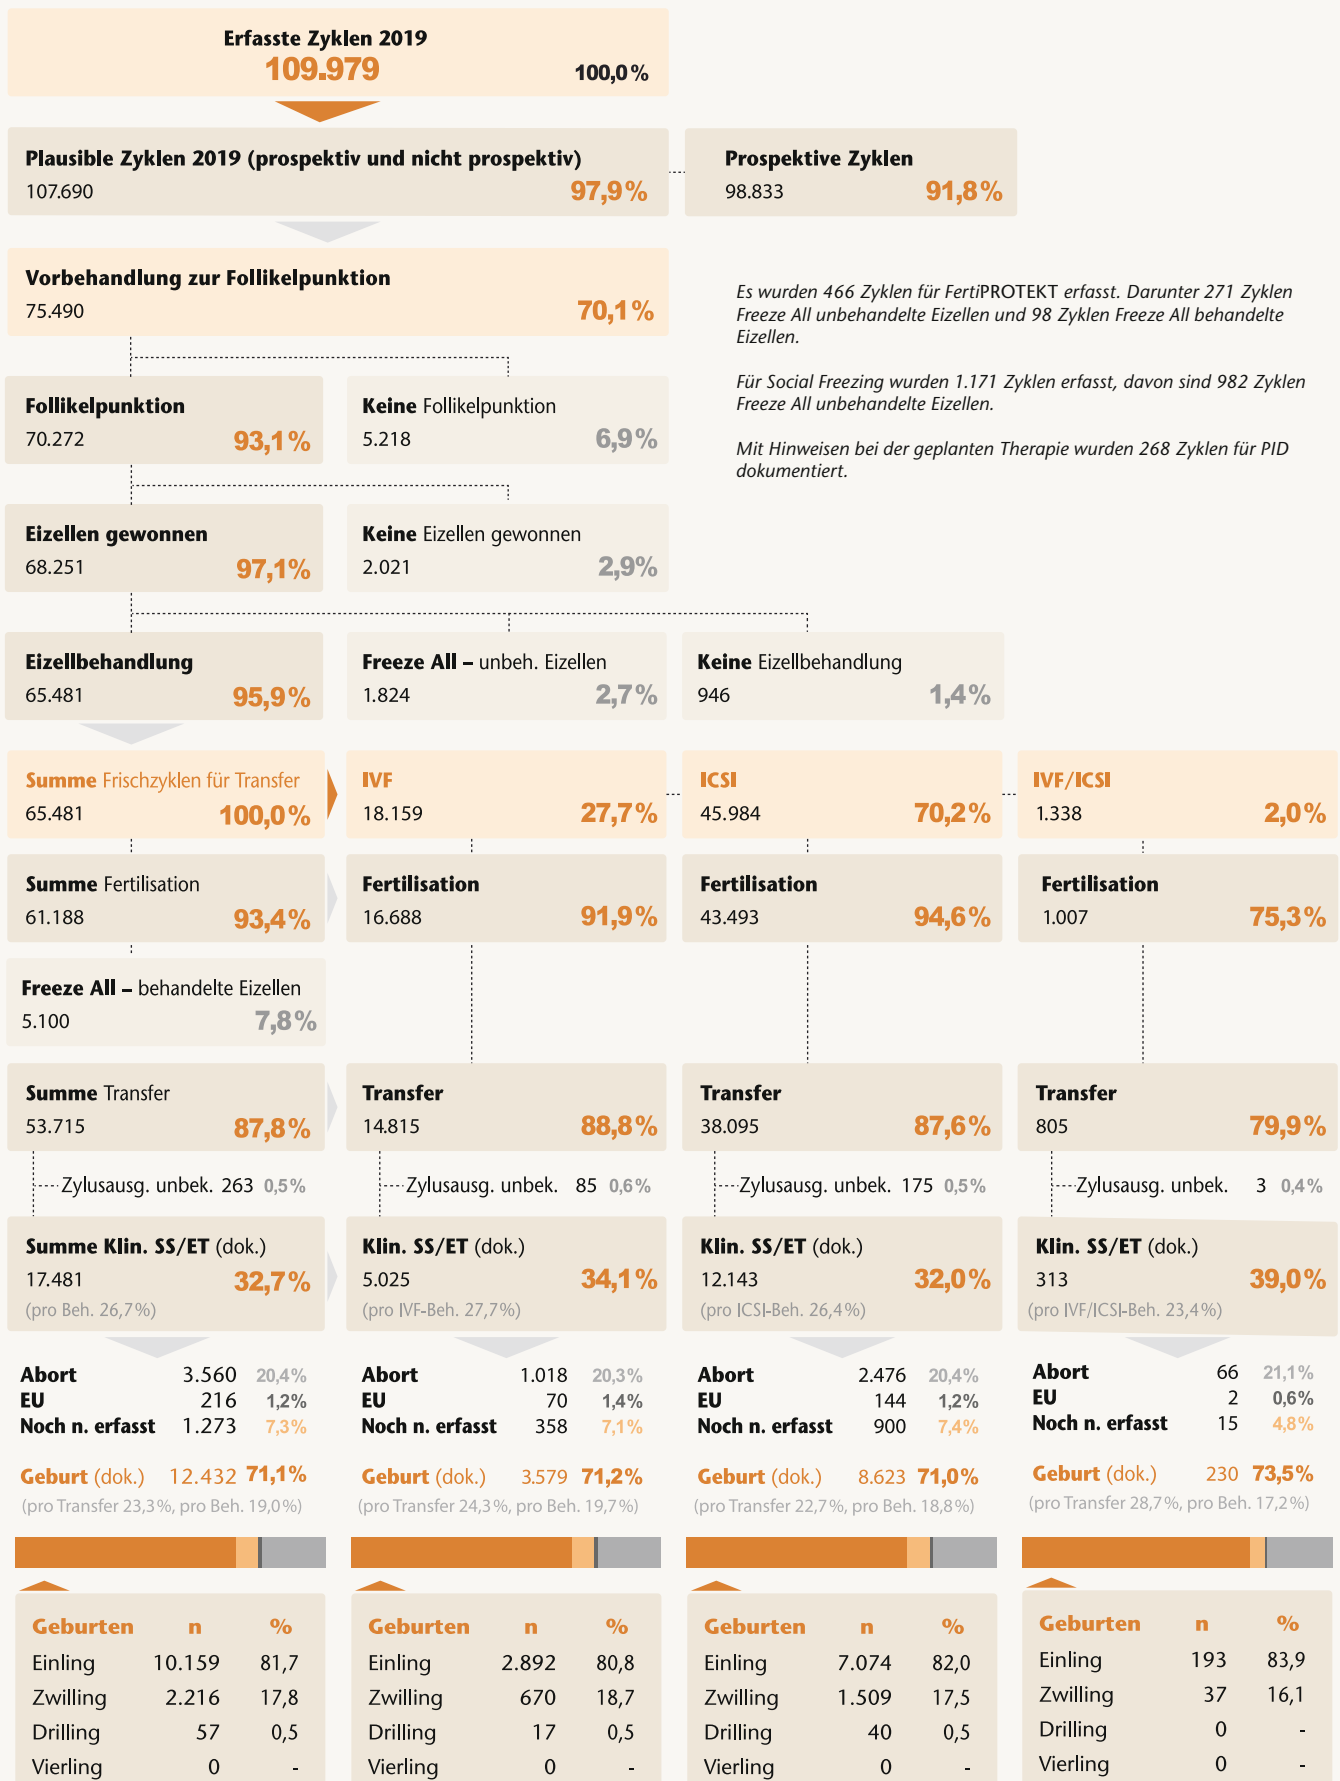 Erfasste Zyklen 2019
109.979 100,0%
Plausible Zyklen 2019 (prospektiv und nicht prospektiv)
107.690 97,9%
Prospektive Zyklen
98.833 91,8%
Vorbehandlung zur Follikelpunktion
75.490 70,1%
Es wurden 466 Zyklen für FertiPROTEKT erfasst. Darunter 271 Zyklen
Freeze All unbehandelte Eizellen und 98 Zyklen Freeze All behandelte
Eizellen.
Für Social Freezing wurden 1.171 Zyklen erfasst, davon sind 982 Zyklen
Freeze All unbehandelte Eizellen.
Mit Hinweisen bei der geplanten Therapie wurden 268 Zyklen für PID
dokumentiert.
Follikelpunktion
70.272 93,1%
Keine Follikelpunktion
5.218 6,9%
Eizellen gewonnen
68.251 97,1%
Keine Eizellen gewonnen
2.021 2,9%
Eizellbehandlung
65.481 95,9%
Freeze All – unbeh. Eizellen
1.824 2,7%
Keine Eizellbehandlung
946 1,4%
Summe Frischzyklen für Transfer
65.481 100,0%
IVF
18.159 27,7%
ICSI
45.984 70,2%
IVF/ICSI
1.338 2,0%
Summe Fertilisation
61.188 93,4%
Fertilisation
16.688 91,9%
Fertilisation
43.493 94,6%
Fertilisation
1.007 75,3%
Freeze All – behandelte Eizellen
5.100 7,8%
Summe Transfer
53.715 87,8%
Transfer
14.815 88,8%
Transfer
38.095 87,6%
Transfer
805 79,9%
Zylusausg. unbek. 263 0,5%
Zylusausg. unbek. 85 0,6%
Zylusausg. unbek. 175 0,5%
Zylusausg. unbek. 3 0,4%
Summe Klin. SS/ET (dok.)
17.481 32,7%
(pro Beh. 26,7%)
Klin. SS/ET (dok.)
5.025 34,1%
(pro IVF-Beh. 27,7%)
Klin. SS/ET (dok.)
12.143 32,0%
(pro ICSI-Beh. 26,4%)
Klin. SS/ET (dok.)
313 39,0%
(pro IVF/ICSI-Beh. 23,4%)
Abort 3.560 20,4%
EU 216 1,2%
Noch n. erfasst 1.273 7,3%
Geburt (dok.) 12.432 71,1%
(pro Transfer 23,3%, pro Beh. 19,0%)
Abort 1.018 20,3%
EU 70 1,4%
Noch n. erfasst 358 7,1%
Geburt (dok.) 3.579 71,2%
(pro Transfer 24,3%, pro Beh. 19,7%)
Abort 2.476 20,4%
EU 144 1,2%
Noch n. erfasst 900 7,4%
Geburt (dok.) 8.623 71,0%
(pro Transfer 22,7%, pro Beh. 18,8%)
Abort 66 21,1%
EU 2 0,6%
Noch n. erfasst 15 4,8%
Geburt (dok.) 230 73,5%
(pro Transfer 28,7%, pro Beh. 17,2%)
Geburten n %
Einling 10.159 81,7
Zwilling 2.216 17,8
Drilling 57 0,5
Vierling 0 -
Geburten n %
Einling 2.892 80,8
Zwilling 670 18,7
Drilling 17 0,5
Vierling 0 -
Geburten n %
Einling 7.074 82,0
Zwilling 1.509 17,5
Drilling 40 0,5
Vierling 0 -
Geburten n %
Einling 193 83,9
Zwilling 37 16,1
Drilling 0 -
Vierling 0 -